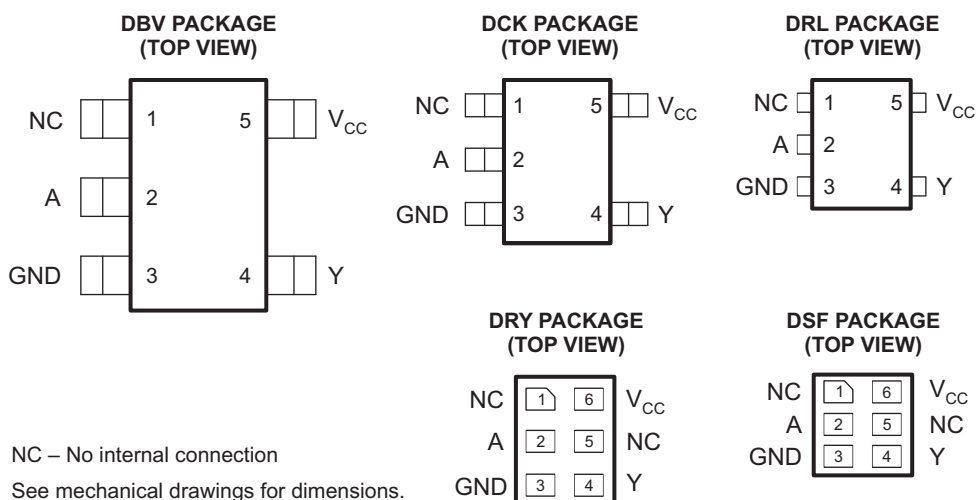 DBV PACKAGE
(TOP VIEW)
NC 1 5 VCC
A 2
GND 3 4 Y
DCK PACKAGE
(TOP VIEW)
NC 1 5 VCC
A 2
GND 3 4 Y
DRL PACKAGE
(TOP VIEW)
NC 1 5 VCC
A 2
GND 3 4 Y
DRY PACKAGE
(TOP VIEW)
NC 1 6 VCC
A 2 5 NC
GND 3 4 Y
DSF PACKAGE
(TOP VIEW)
NC 1 6 VCC
A 2 5 NC
GND 3 4 Y
NC – No internal connection
See mechanical drawings for dimensions.